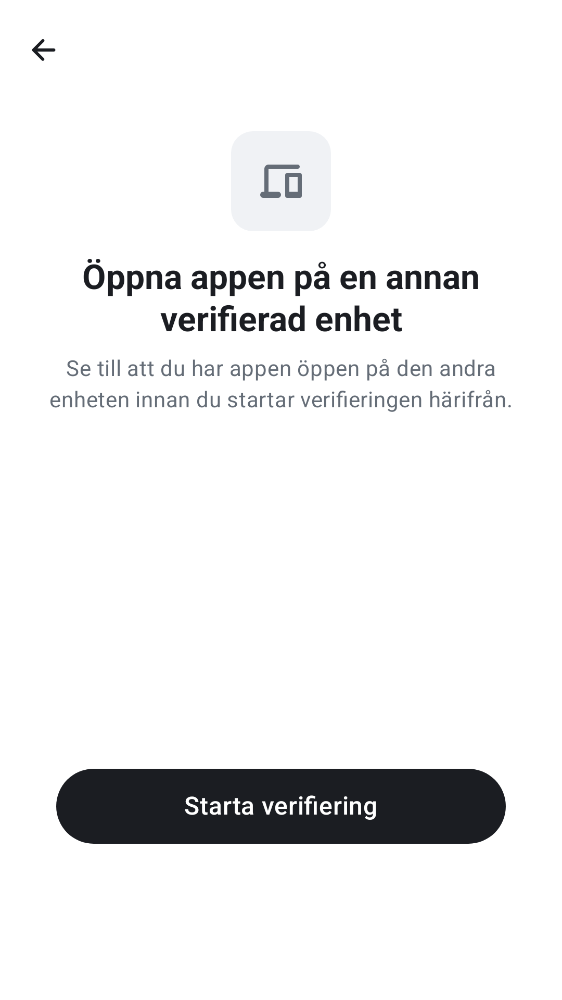 Öppna appen på en annan
verifierad enhet
Se till att du har appen öppen på den andra
enheten innan du startar verifieringen härifrån.
Starta verifiering